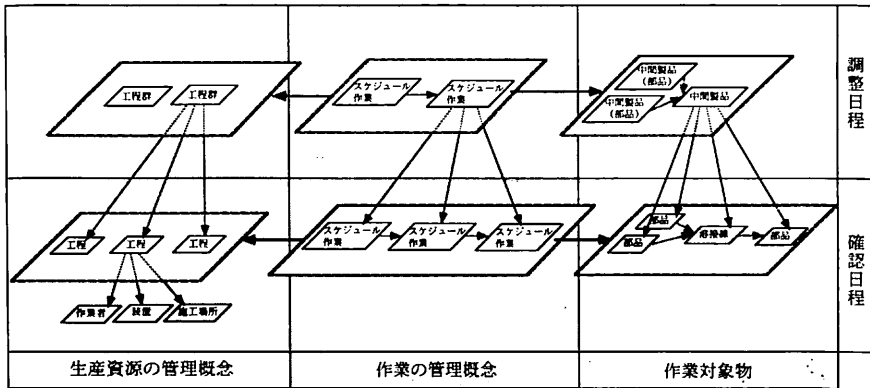 工程群
工程群
スケジュール
作業
スケジュール
作業
中間製品
(部品)
中間製品
(部品)
中間製品
調整日程
工程
工程
工程
作業者
装置
施工場所
スケジュール
作業
スケジュール
作業
スケジュール
作業
部品
部品
溶接線
部品
確認日程
生産資源の管理概念
作業の管理概念
作業対象物